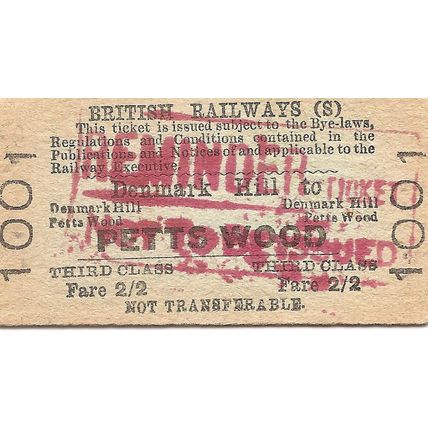 BRITISH RAILWAYS (S)
This ticket is issued subject to the Bye-laws,
Regulations and Conditions contained in the
Publications and Notices of and applicable to the
Railway Executive.
Denmark Hill to
Denmark Hill Denmark Hill
Petts Wood Petts Wood
PETTS WOOD
THIRD CLASS THIRD CLASS
Fare 2/2 Fare 2/2
NOT TRANSFERABLE.
1001 1001